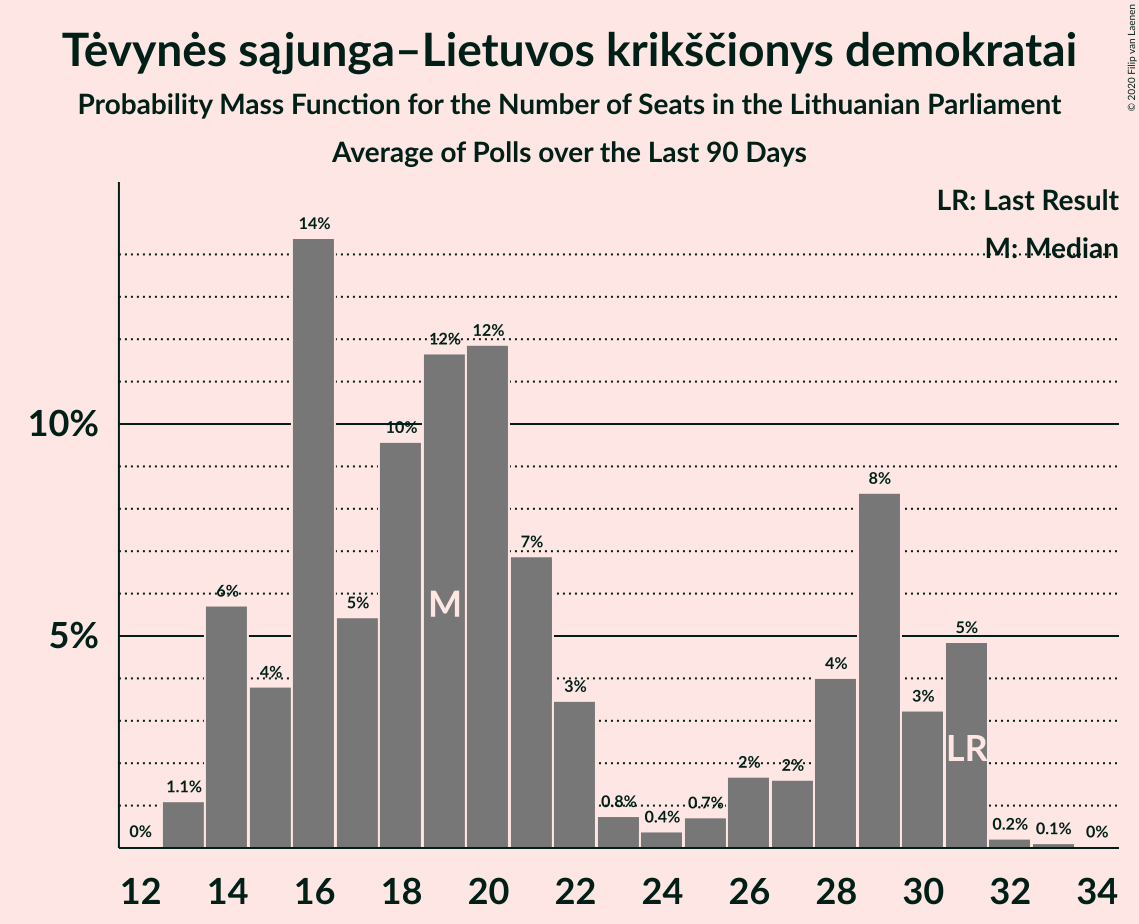 Tėvynės sąjunga–Lietuvos krikščionys demokratai
Probability Mass Function for the Number of Seats in the Lithuanian Parliament
Average of Polls over the Last 90 Days
© 2020 Filip van Laenen
LR: Last Result
M: Median
10%
5%
0%
1.1%
6%
4%
14%
5%
10%
12%
12%
7%
3%
0.8%
0.4%
0.7%
2%
2%
4%
8%
3%
5%
0.2%
0.1%
0%
M
LR
12 14 16 18 20 22 24 26 28 30 32 34